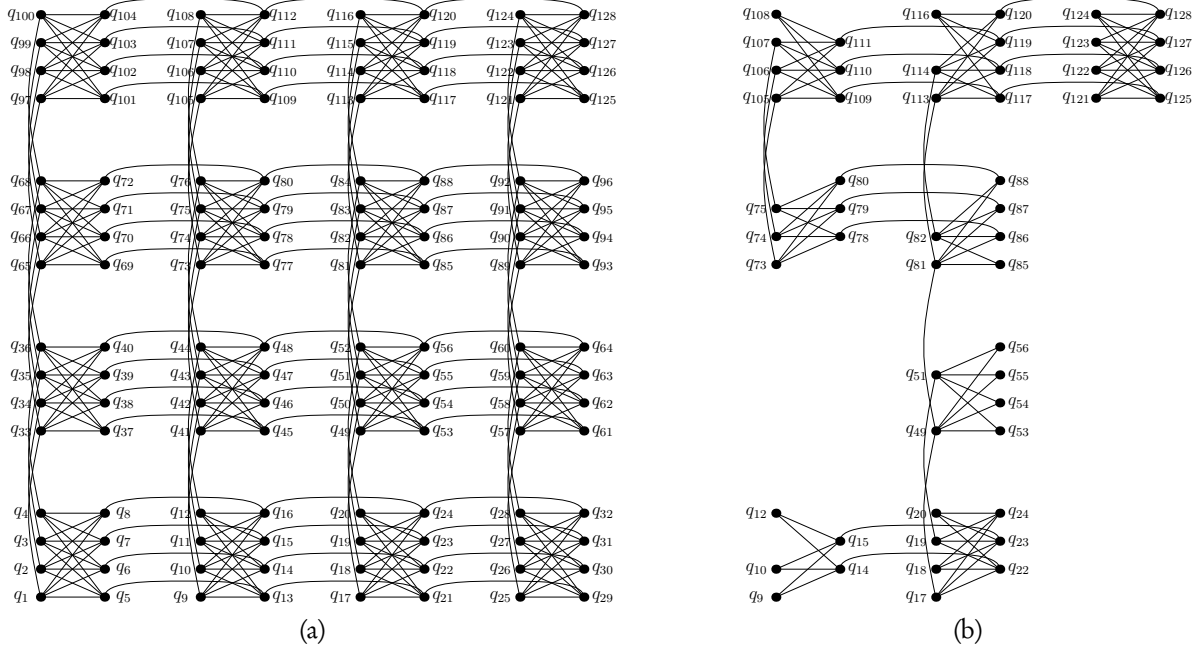 q100 q104 q108 q112 q116 q120 q124 q128 q108 q116 q120 q124 q128
q99 q103 q107 q111 q115 q119 q123 q127 q107 q111 q119 q123 q127
q98 q102 q106 q110 q114 q118 q122 q126 q106 q110 q114 q118 q122 q126
q97 q101 q105 q109 q113 q117 q121 q125 q105 q109 q113 q117 q121 q125
q68 q72 q76 q80 q84 q88 q92 q96 q80 q88
q67 q71 q75 q79 q83 q87 q91 q95 q75 q79 q87
q66 q70 q74 q78 q82 q86 q90 q94 q74 q78 q82 q86
q65 q69 q73 q77 q81 q85 q89 q93 q73 q81 q85
q36 q40 q44 q48 q52 q56 q60 q64 q56
q35 q39 q43 q47 q51 q55 q59 q63 q51 q55
q34 q38 q42 q46 q50 q54 q58 q62 q54
q33 q37 q41 q45 q49 q53 q57 q61 q49 q53
q4 q8 q12 q16 q20 q24 q28 q32 q12 q20 q24
q3 q7 q11 q15 q19 q23 q27 q31 q15 q19 q23
q2 q6 q10 q14 q18 q22 q26 q30 q10 q14 q18 q22
q1 q5 q9 q13 q17 q21 q25 q29 q9 q17
(a) (b)